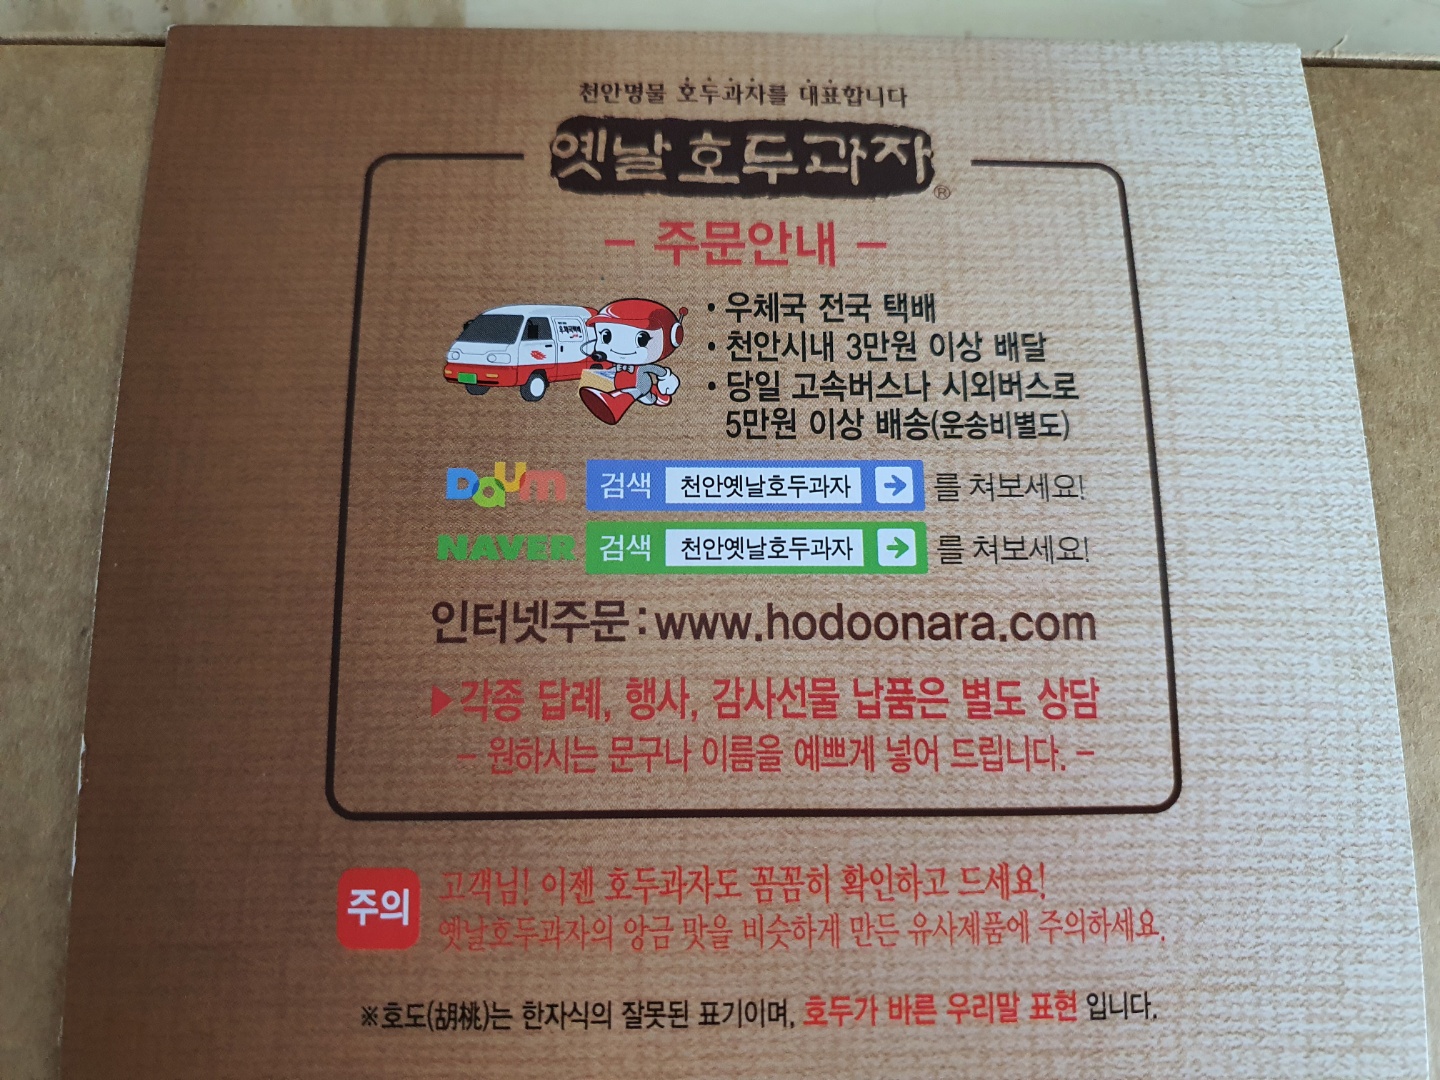 천안명물 호두과자를 대표합니다
옛날호두과자
®
- 주문안내 -
• 우체국 전국 택배
• 천안시내 3만원 이상 배달
• 당일 고속버스나 시외버스로
5만원 이상 배송(운송비별도)
우체국택배
Daum 검색 천안옛날호두과자 → 를 쳐보세요!
NAVER 검색 천안옛날호두과자 → 를 쳐보세요!
인터넷주문 : www.hodoonara.com
▶각종 답례, 행사, 감사선물 납품은 별도 상담
- 원하시는 문구나 이름을 예쁘게 넣어 드립니다. -
주의
고객님! 이젠 호두과자도 꼼꼼히 확인하고 드세요!
옛날호두과자의 앙금 맛을 비슷하게 만든 유사제품에 주의하세요.
※호도(胡桃)는 한자식의 잘못된 표기이며, 호두가 바른 우리말 표현 입니다.